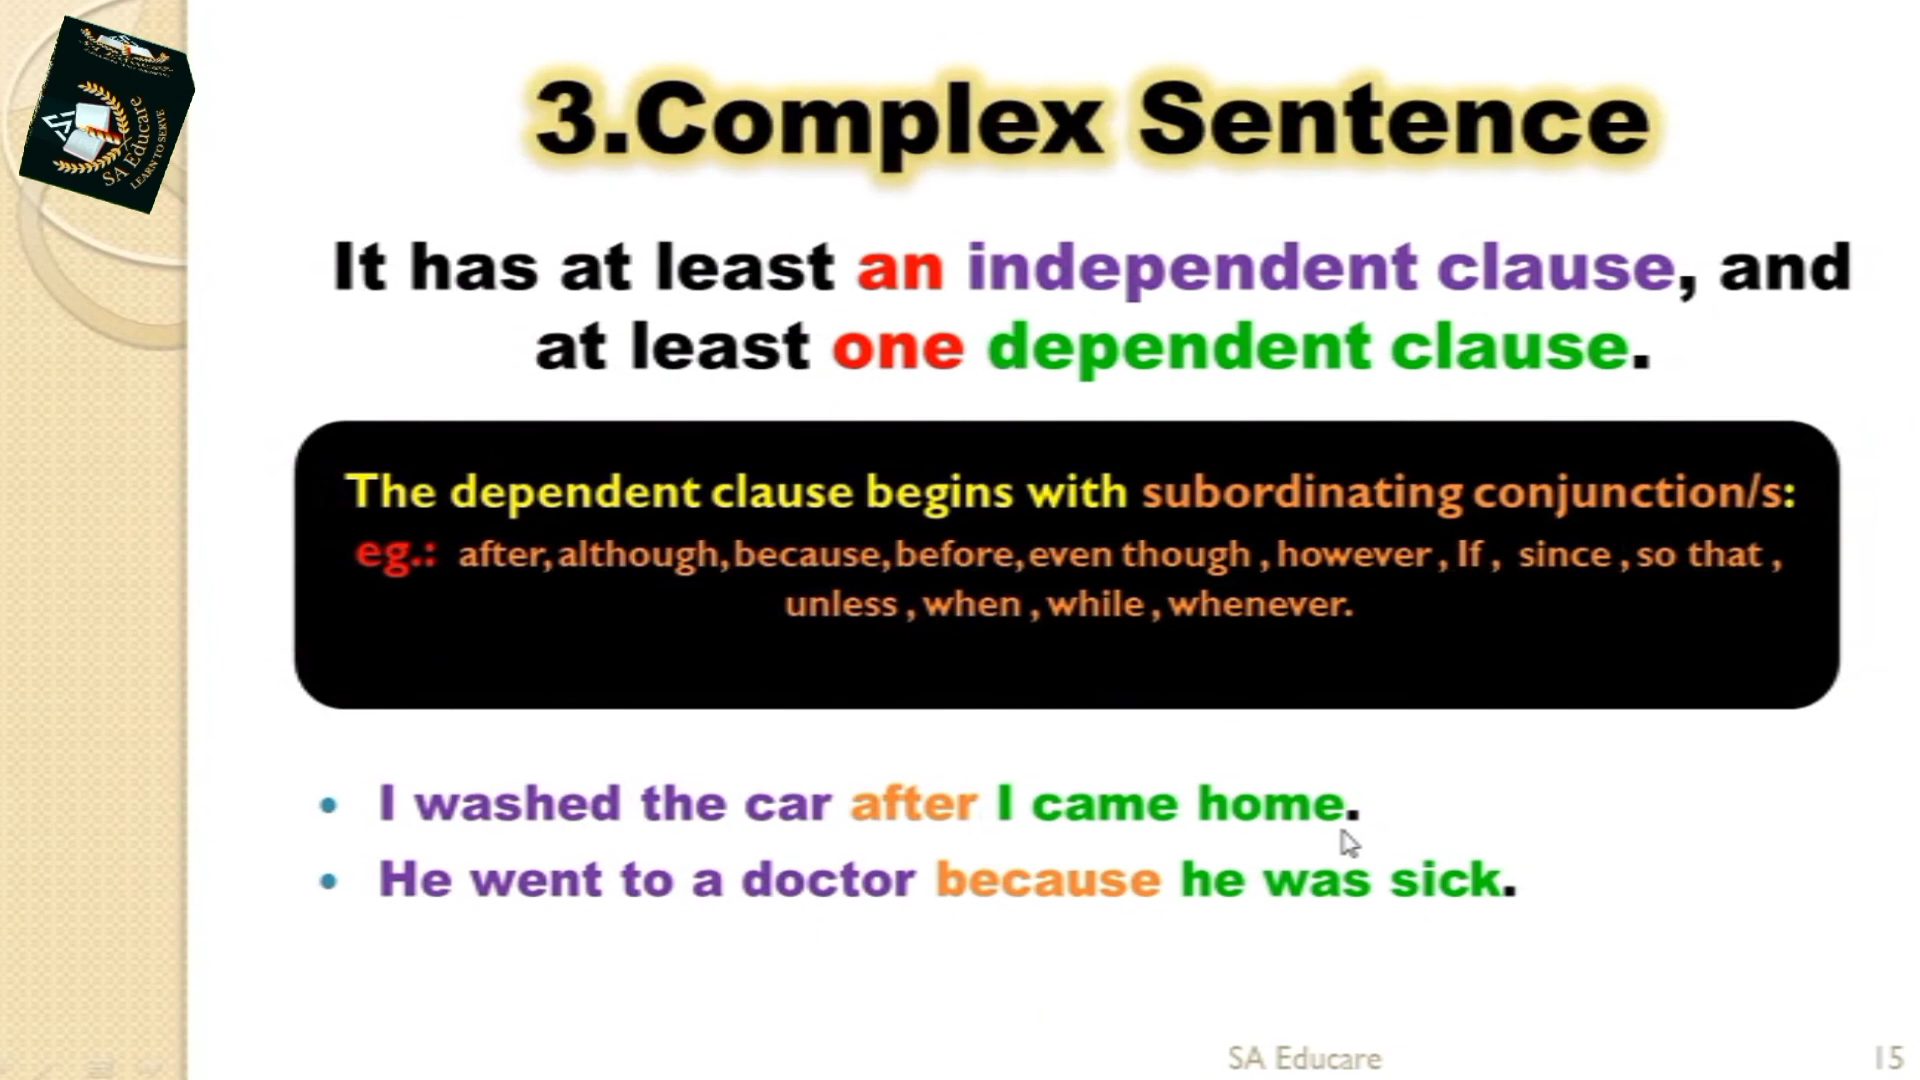 3.Complex Sentence
It has at least an independent clause, and
at least one dependent clause.
The dependent clause begins with subordinating conjunction/s:
eg.: after, although, because, before, even though , however , If , since , so that ,
unless , when , while , whenever.
• I washed the car after I came home.
• He went to a doctor because he was sick.
SA Educare
LEARN TO SERVE
SA Educare
15